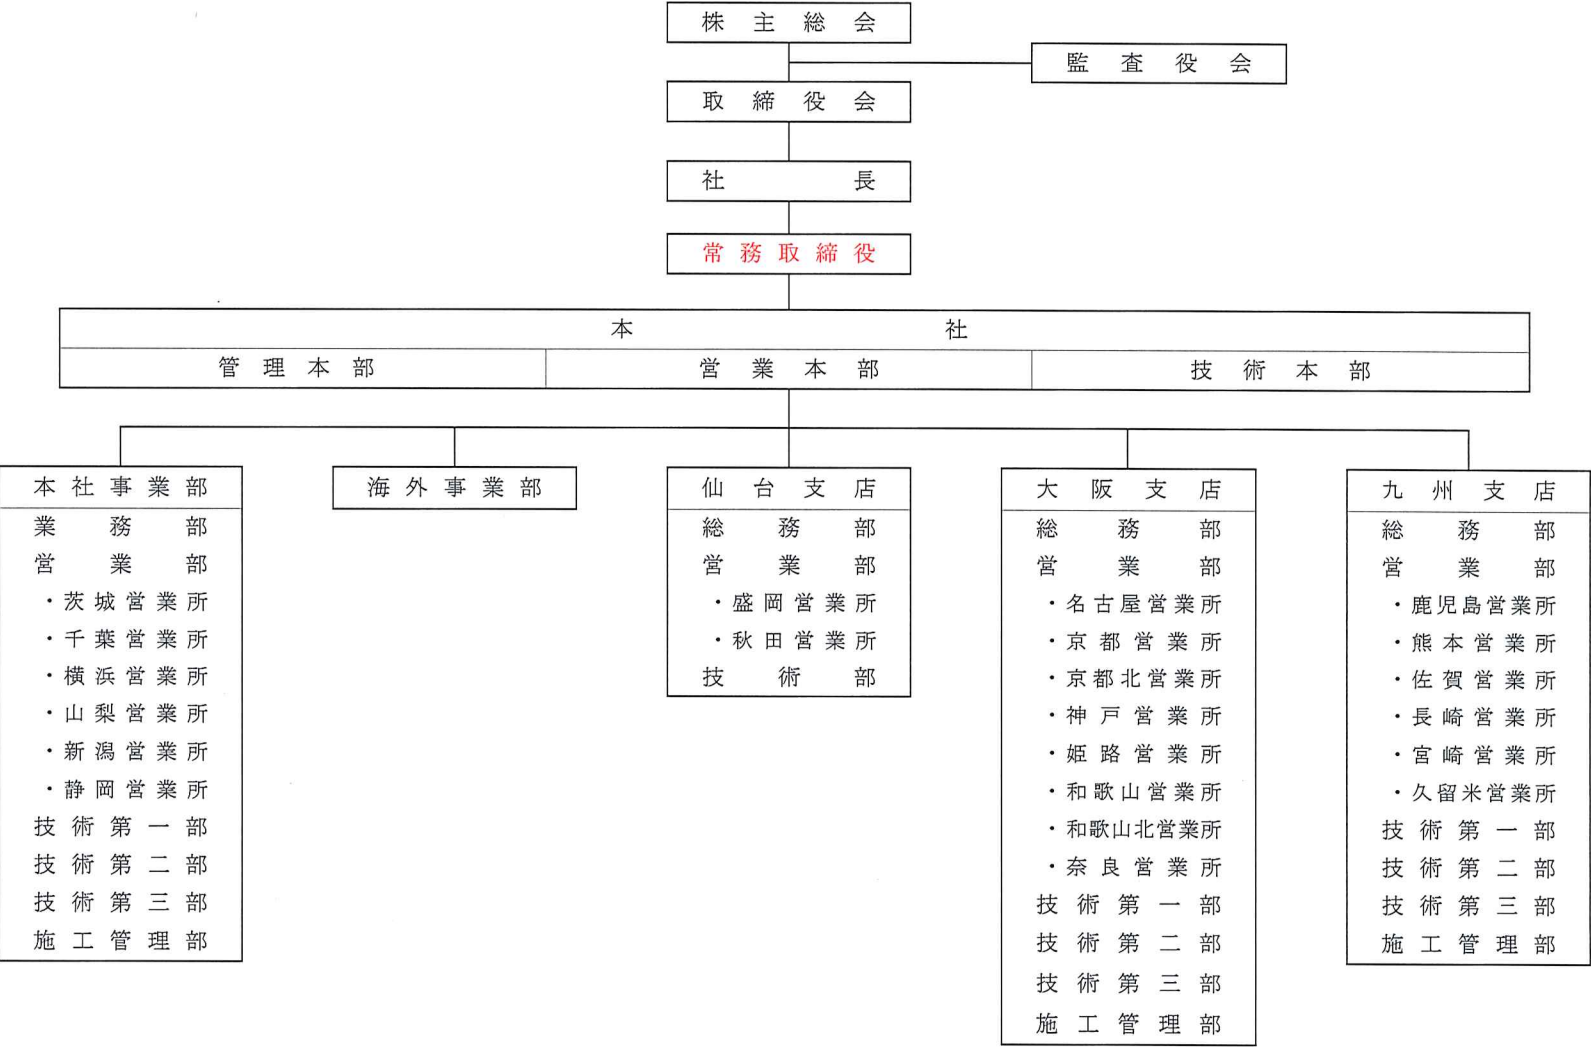 株主総会
監査役会
取締役会
社長
常務取締役
本社
管理本部
営業本部
技術本部
本社事業部
業務部
営業部
・茨城営業所
・千葉営業所
・横浜営業所
・山梨営業所
・新潟営業所
・静岡営業所
技術第一部
技術第二部
技術第三部
施工管理部
海外事業部
仙台支店
総務部
営業部
・盛岡営業所
・秋田営業所
技術部
大阪支店
総務部
営業部
・名古屋営業所
・京都営業所
・京都北営業所
・神戸営業所
・姫路営業所
・和歌山営業所
・和歌山北営業所
・奈良営業所
技術第一部
技術第二部
技術第三部
施工管理部
九州支店
総務部
営業部
・鹿児島営業所
・熊本営業所
・佐賀営業所
・長崎営業所
・宮崎営業所
・久留米営業所
技術第一部
技術第二部
技術第三部
施工管理部